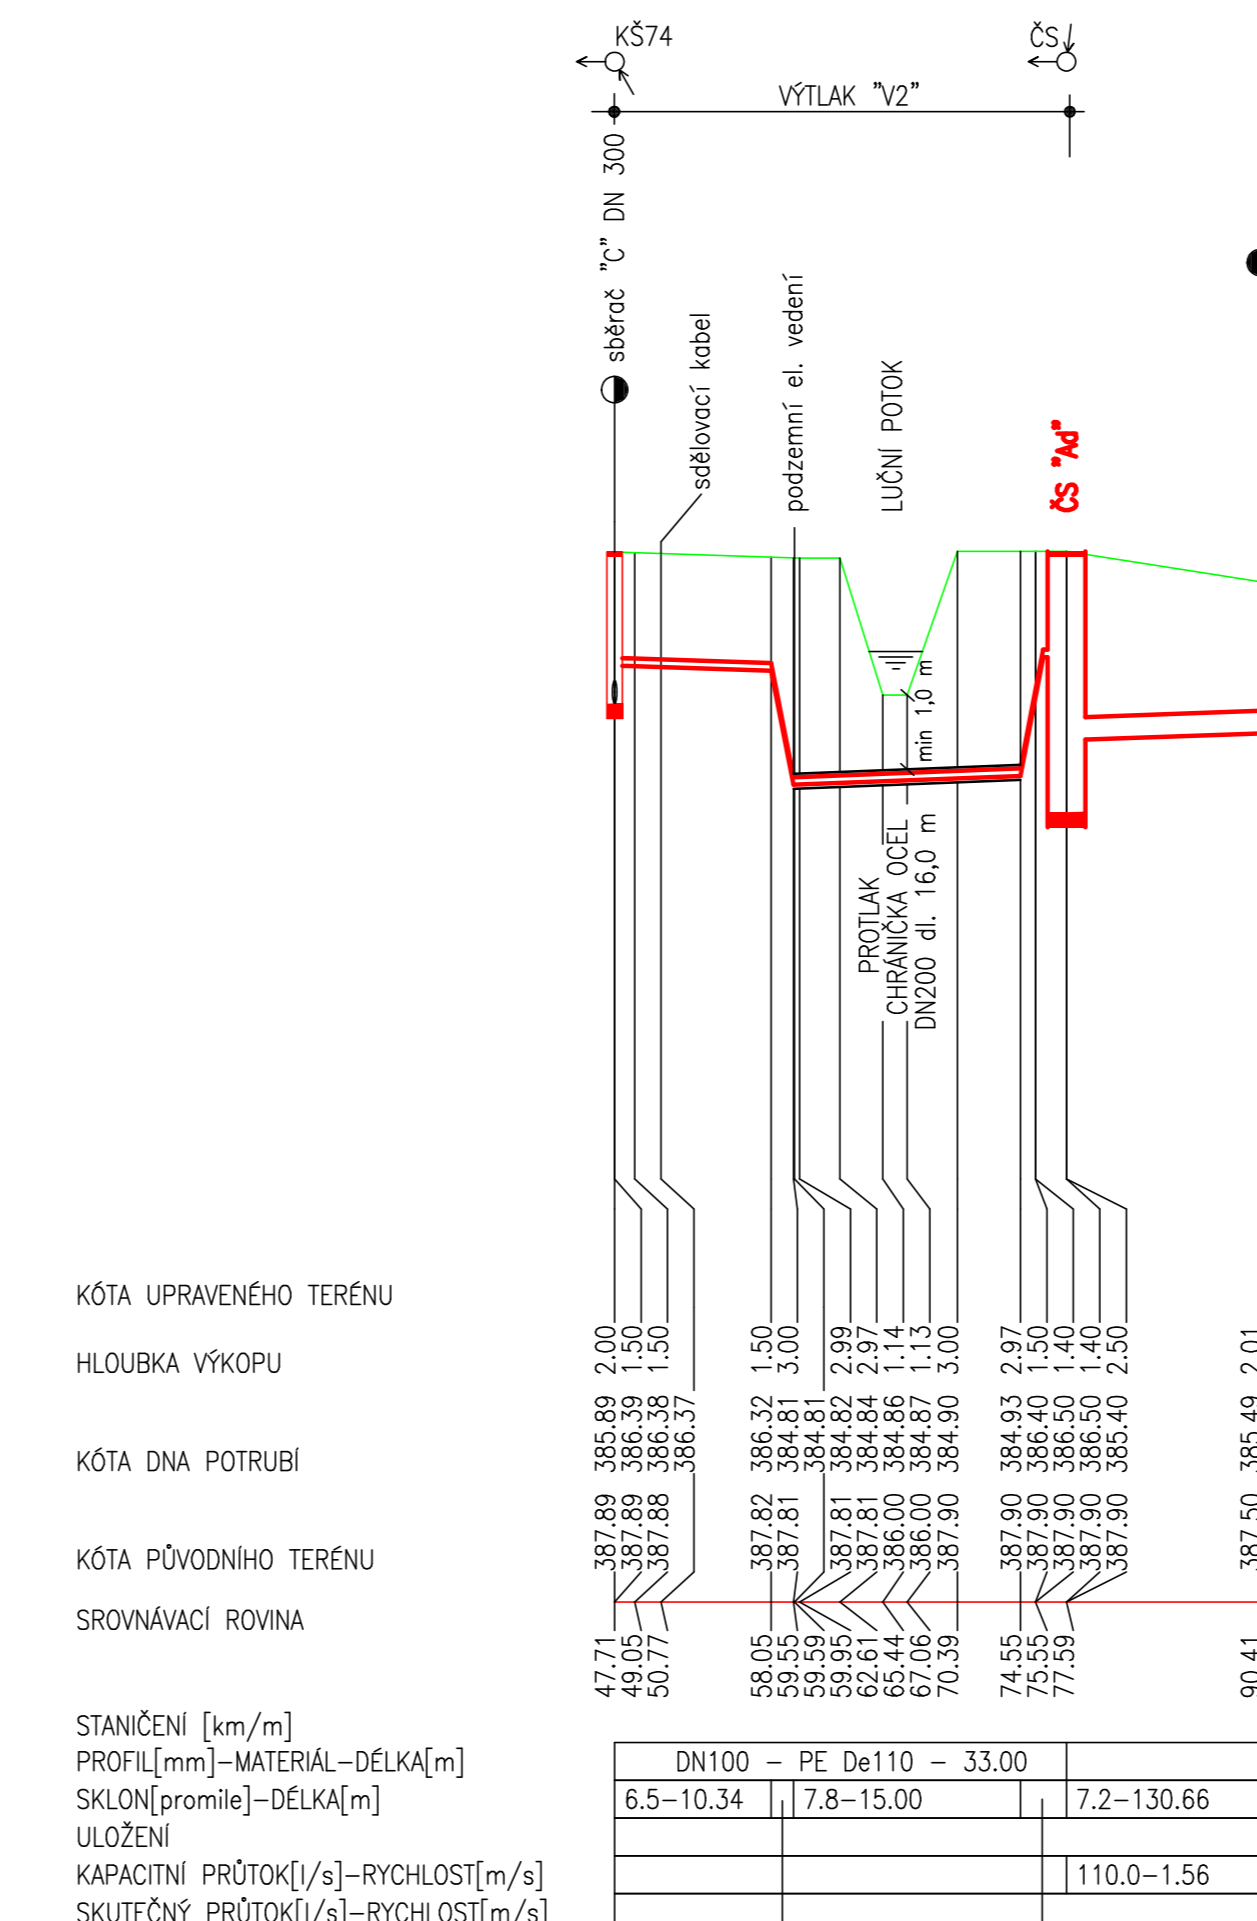 KŠ74
ČS
VÝTLAK "V2"
sběrač "C" DN 300
sdělovací kabel
podzemní el. vedení
LUČNÍ POTOK
ČS "Ad"
min 1,0 m
PROTLAK
CHRÁNIČKA OCEL
DN200 dl. 16,0 m
KÓTA UPRAVENÉHO TERÉNU
HLOUBKA VÝKOPU
2.00 1.50 1.50 1.50 3.00 2.99 2.97 1.14 1.13 3.00 2.97 1.50 1.40 1.40 2.50 2.01
KÓTA DNA POTRUBÍ
385.89 386.39 386.38 386.37 386.32 384.81 384.81 384.82 384.84 384.86 384.87 384.90 384.93 386.40 386.50 386.50 385.40 385.49
KÓTA PŮVODNÍHO TERÉNU
387.89 387.89 387.88 387.82 387.81 387.81 387.81 386.00 386.00 387.90 387.90 387.90 387.90 387.90 387.90 387.50
SROVNÁVACÍ ROVINA
47.71 49.05 50.77 58.05 59.55 59.59 59.95 62.61 65.44 67.06 70.39 74.55 75.55 77.59 90.41
STANIČENÍ [km/m]
PROFIL[mm]–MATERIÁL–DÉLKA[m]
DN100 – PE De110 – 33.00
SKLON[promile]–DÉLKA[m]
6.5–10.34 7.8–15.00 7.2–130.66
ULOŽENÍ
KAPACITNÍ PRŮTOK[l/s]–RYCHLOST[m/s]
110.0–1.56
SKUTEČNÝ PRŮTOK[l/s]–RYCHLOST[m/s]